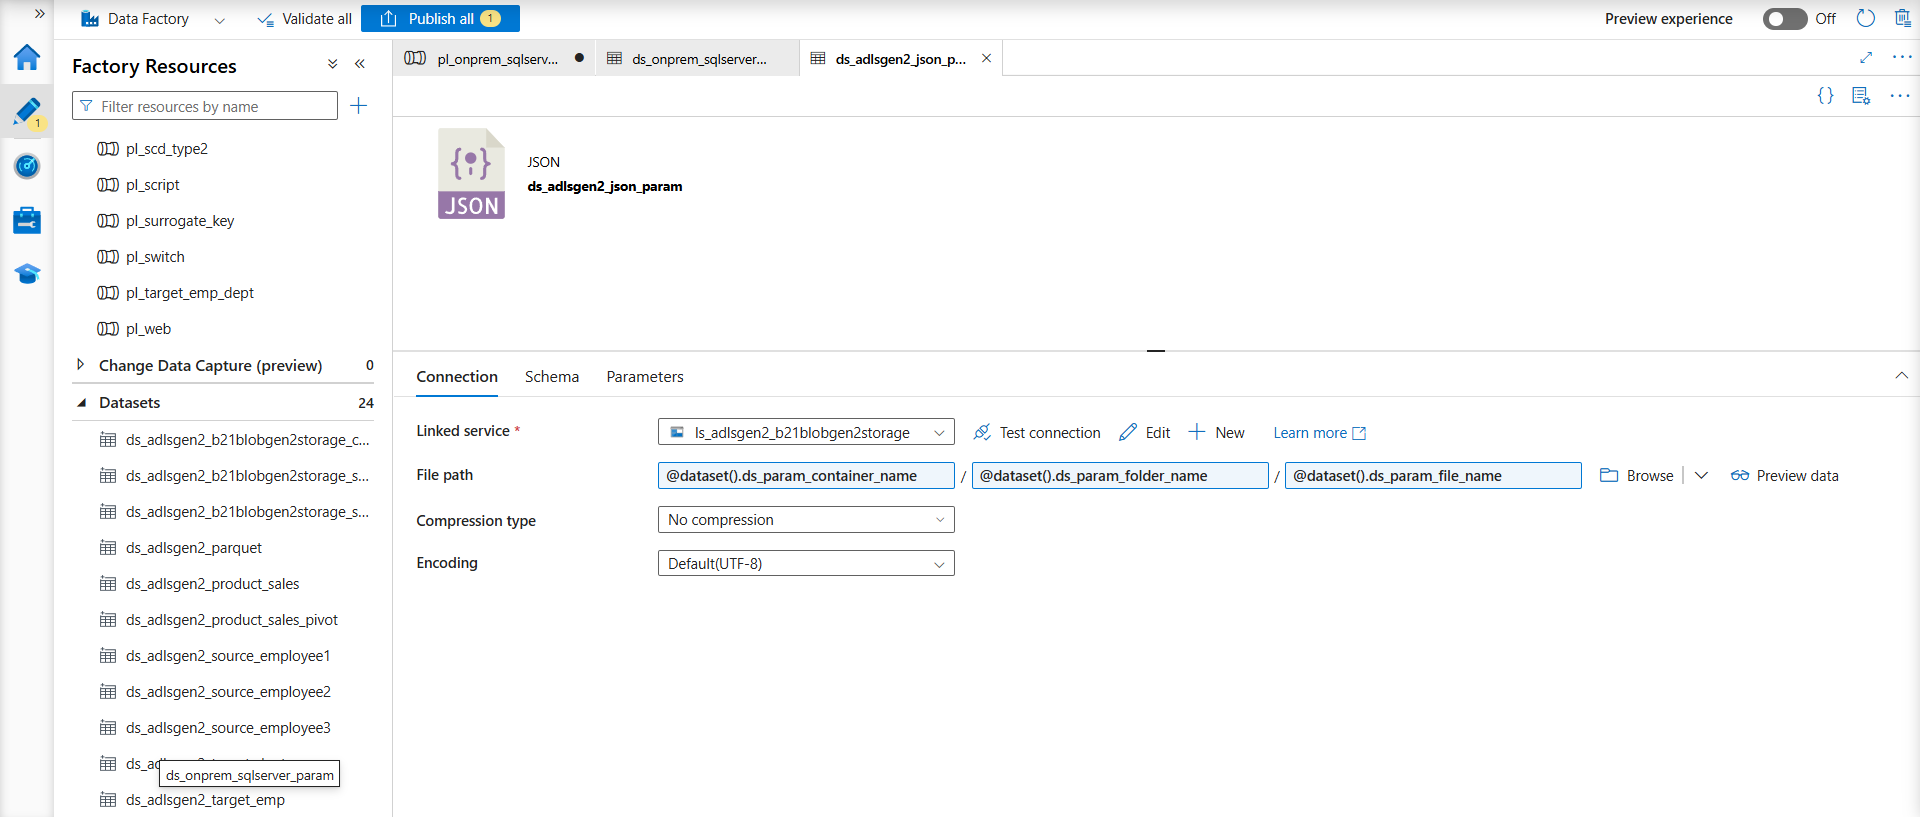 Data Factory
Validate all
Publish all 1
Preview experience
Off
Factory Resources
Filter resources by name
1
pl_scd_type2
pl_script
pl_surrogate_key
pl_switch
pl_target_emp_dept
pl_web
Change Data Capture (preview) 0
Datasets 24
ds_adlsgen2_b21blobgen2storage_c...
ds_adlsgen2_b21blobgen2storage_s...
ds_adlsgen2_b21blobgen2storage_s...
ds_adlsgen2_parquet
ds_adlsgen2_product_sales
ds_adlsgen2_product_sales_pivot
ds_adlsgen2_source_employee1
ds_adlsgen2_source_employee2
ds_adlsgen2_source_employee3
ds_onprem_sqlserver_param
ds_adlsgen2_target_emp
pl_onprem_sqlserv...
ds_onprem_sqlserver...
ds_adlsgen2_json_p...
JSON
JSON
ds_adlsgen2_json_param
Connection Schema Parameters
Linked service * ls_adlsgen2_b21blobgen2storage Test connection Edit New Learn more
File path @dataset().ds_param_container_name / @dataset().ds_param_folder_name / @dataset().ds_param_file_name Browse Preview data
Compression type No compression
Encoding Default(UTF-8)